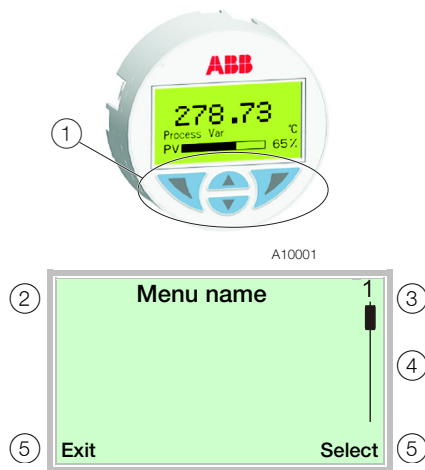 ABB
278.73
Process Var °C
PV 65%
1
A10001
2 Menu name 1 3
4
5 Exit Select 5